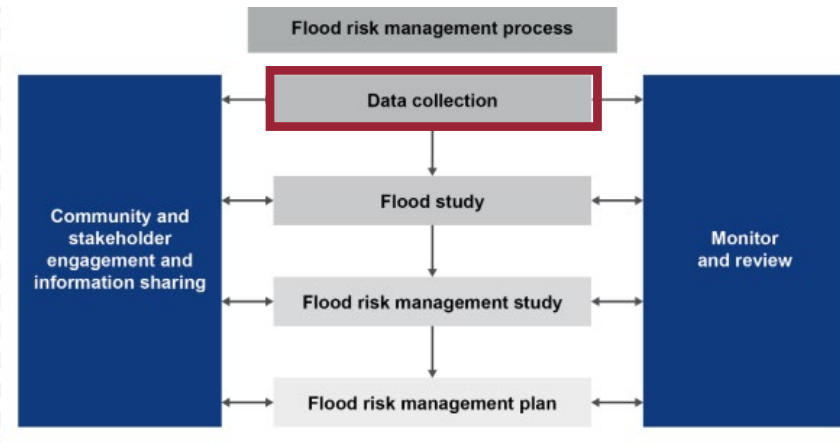 Flood risk management process
Data collection
Flood study
Flood risk management study
Flood risk management plan
Community and
stakeholder
engagement and
information sharing
Monitor
and review